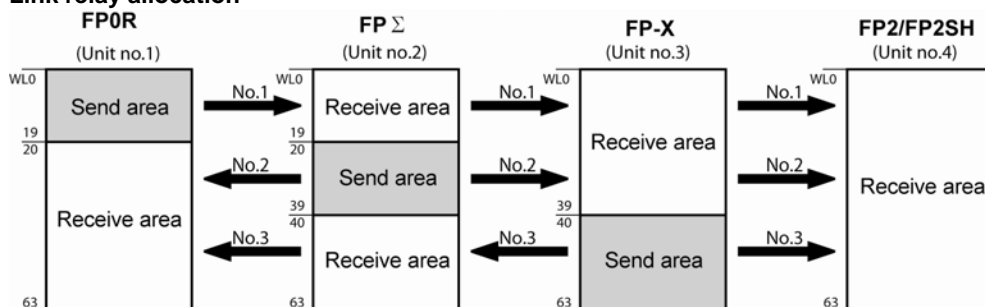 Link relay allocation
FP0R
(Unit no.1)
FP Σ
(Unit no.2)
FP-X
(Unit no.3)
FP2/FP2SH
(Unit no.4)
WL0
Send area
19
20
Receive area
63
No.1
No.2
No.3
WL0
Receive area
19
20
Send area
39
40
Receive area
63
No.1
No.2
No.3
WL0
Receive area
39
40
Send area
63
No.1
No.2
No.3
WL0
Receive area
63